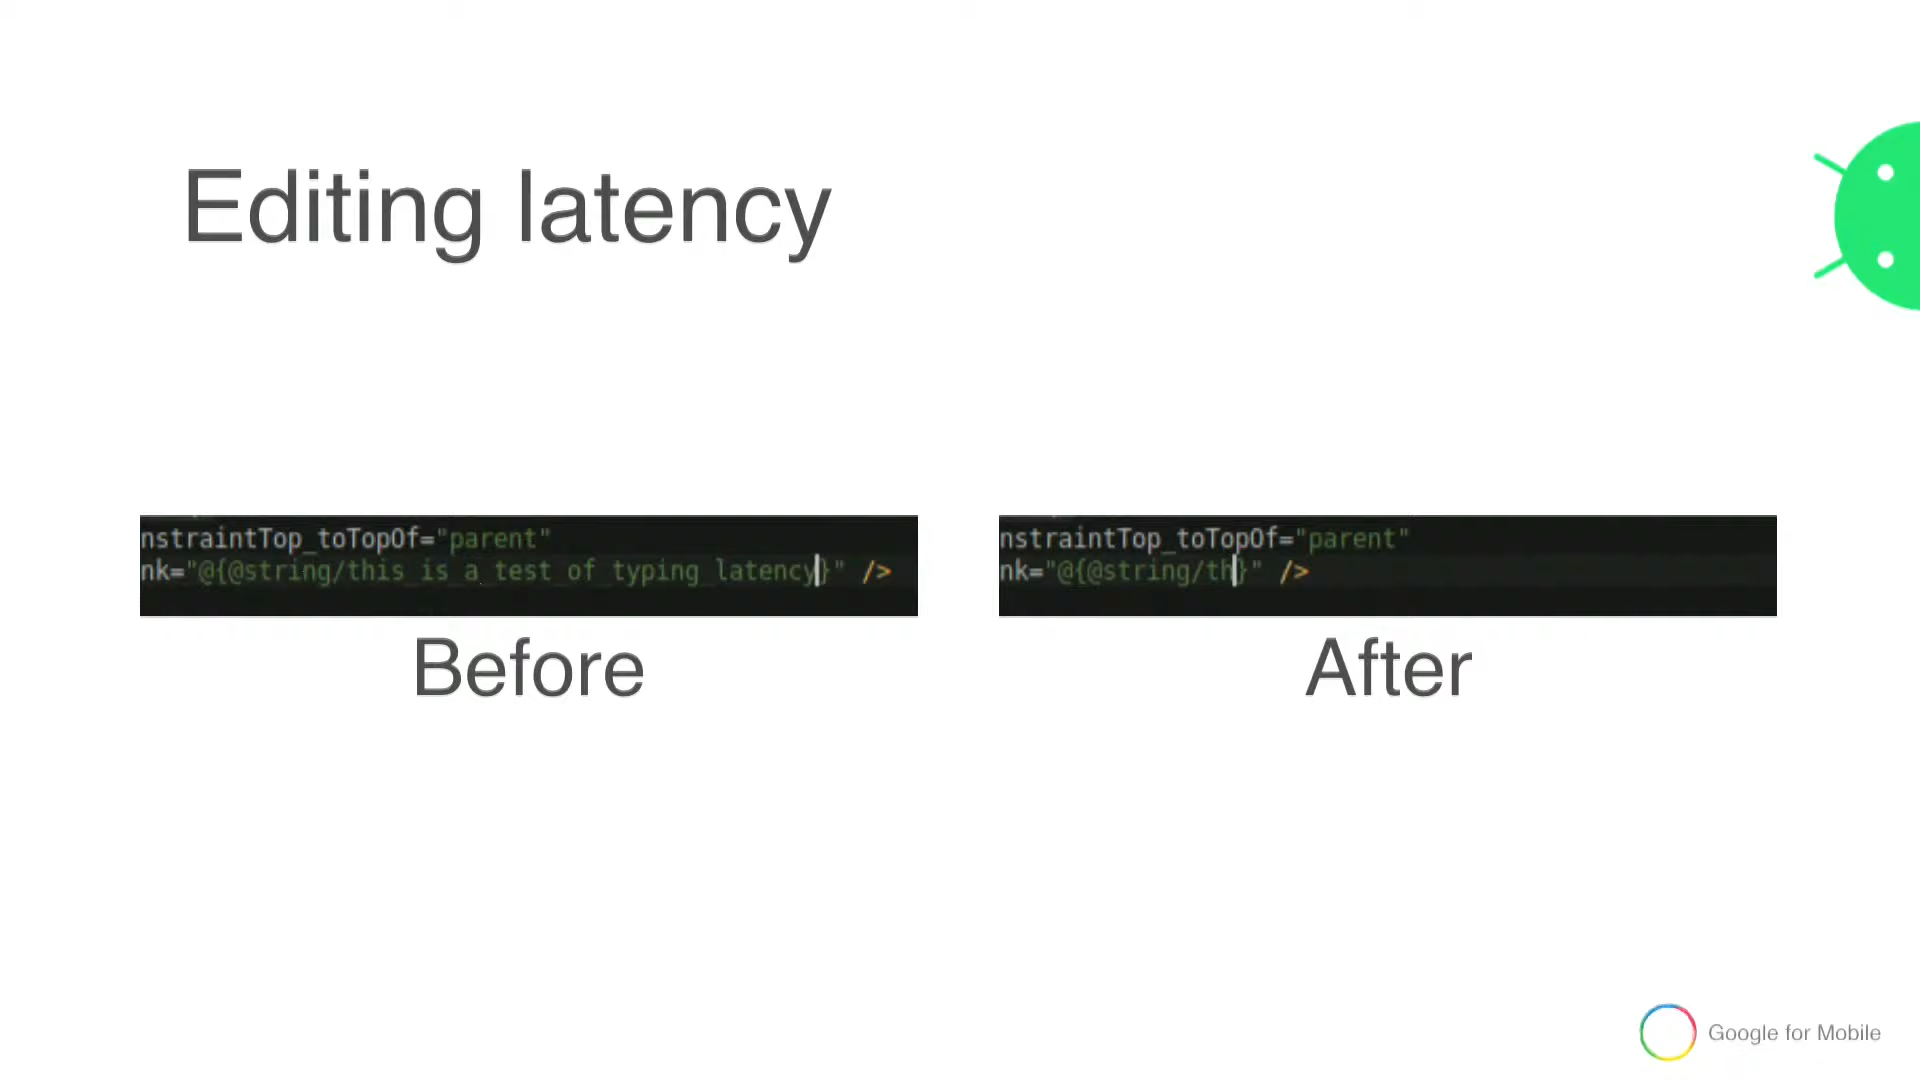 Editing latency
nstraintTop_toTopOf="parent"
nk="@{@string/this_is_a_test_of_typing_latency}" />
nstraintTop_toTopOf="parent"
nk="@{@string/th}" />
Before
After
Google for Mobile